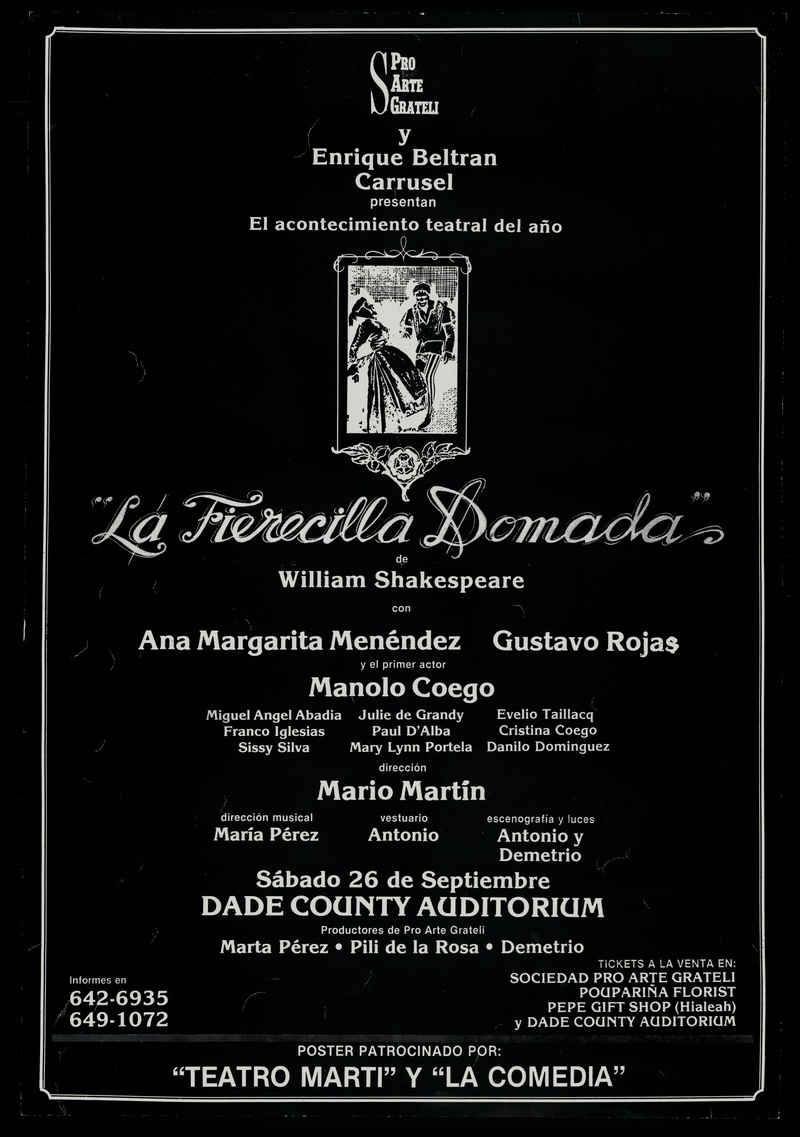 S PRO
ARTE
GRATELI
y
Enrique Beltran
Carrusel
presentan
El acontecimiento teatral del año
"La Fierecilla Domada"
de
William Shakespeare
con
Ana Margarita Menéndez Gustavo Rojas
y el primer actor
Manolo Coego
Miguel Angel Abadia Julie de Grandy Evelio Taillacq
Franco Iglesias Paul D'Alba Cristina Coego
Sissy Silva Mary Lynn Portela Danilo Dominguez
dirección
Mario Martín
dirección musical vestuario escenografía y luces
María Pérez Antonio Antonio y
Demetrio
Sábado 26 de Septiembre
DADE COUNTY AUDITORIUM
Productores de Pro Arte Grateli
Marta Pérez • Pili de la Rosa • Demetrio
Informes en
642-6935
649-1072
TICKETS A LA VENTA EN:
SOCIEDAD PRO ARTE GRATELI
POUPARIÑA FLORIST
PEPE GIFT SHOP (Hialeah)
y DADE COUNTY AUDITORIUM
POSTER PATROCINADO POR:
"TEATRO MARTI" Y "LA COMEDIA"